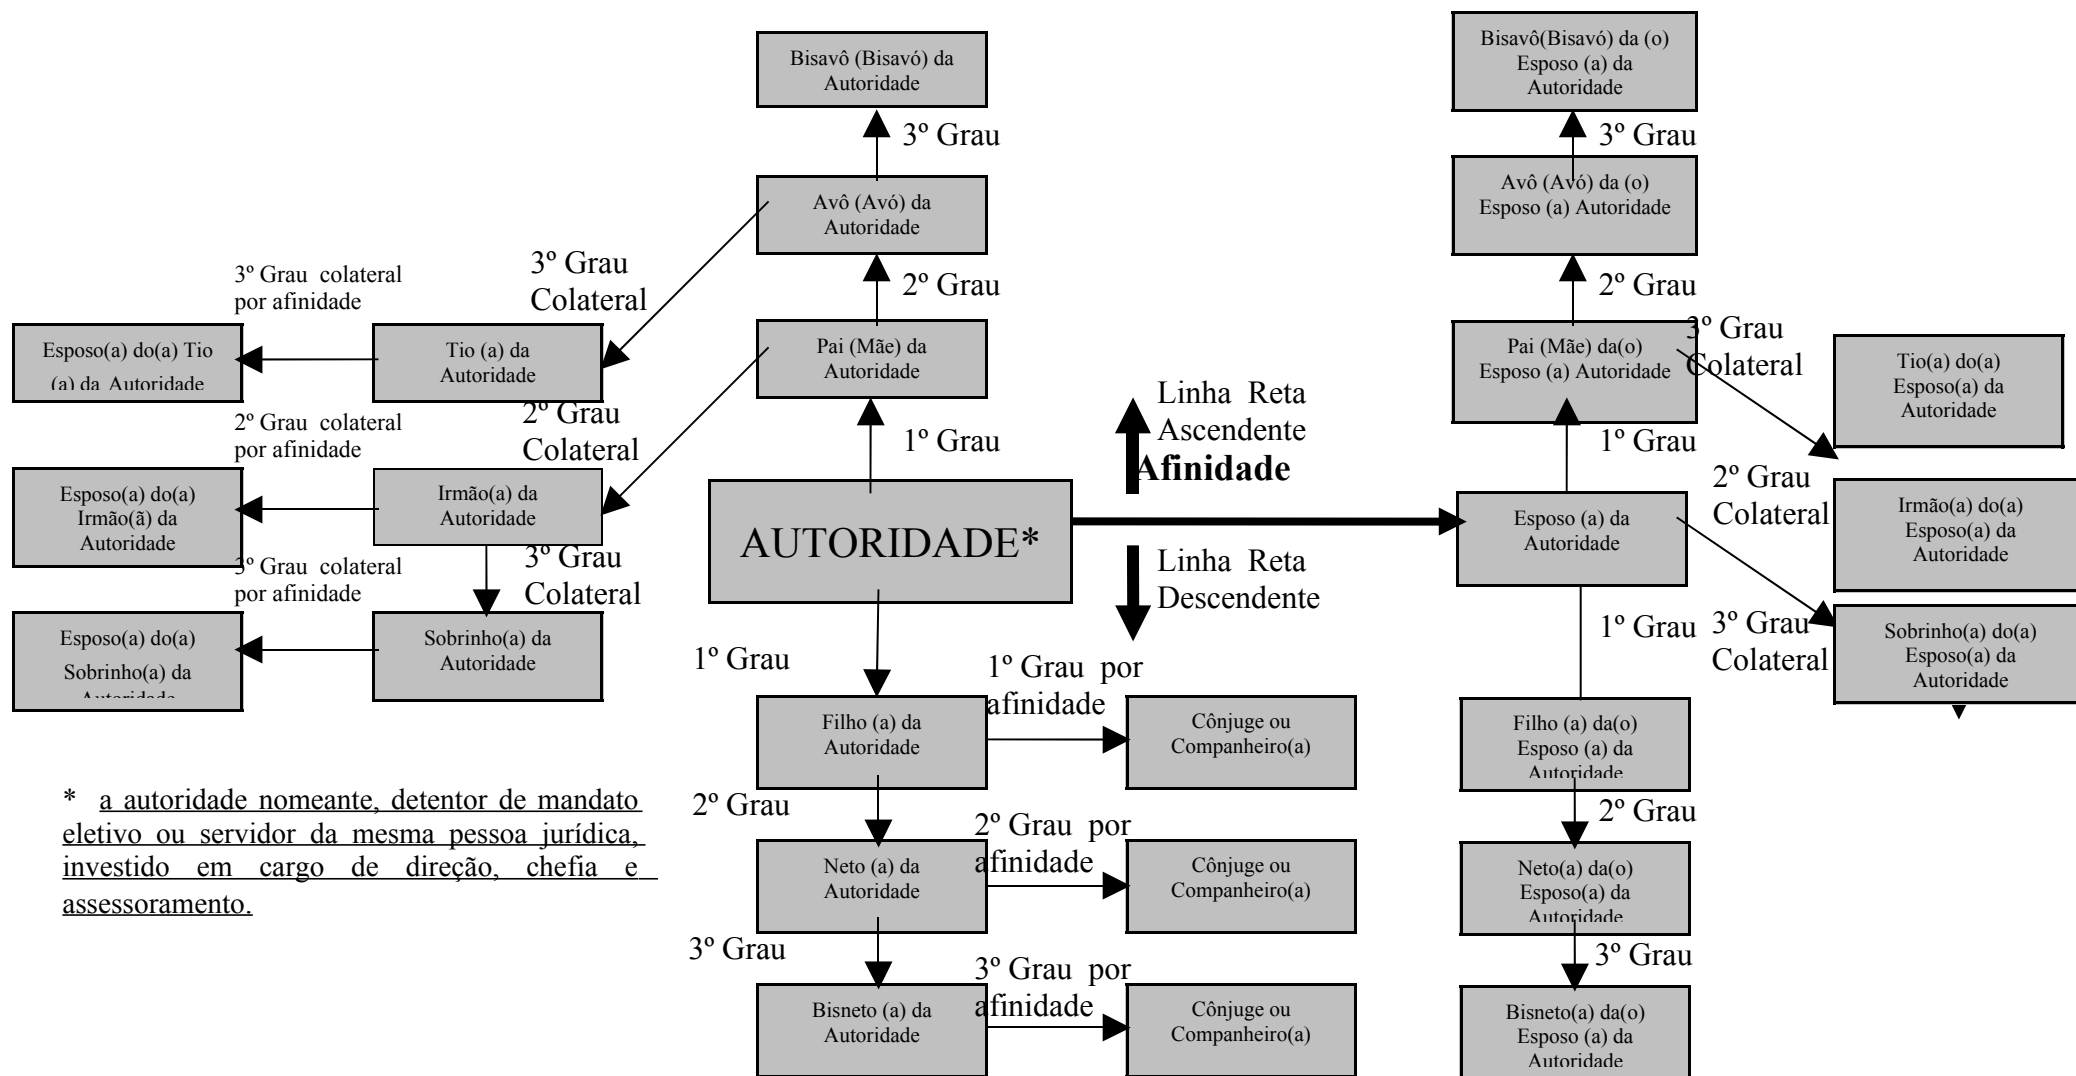 Bisavô (Bisavó) da
Autoridade
3º Grau
Avô (Avó) da
Autoridade
2º Grau
Pai (Mãe) da
Autoridade
1º Grau
3º Grau
Colateral
3º Grau colateral
por afinidade
Esposo(a) do(a) Tio
(a) da Autoridade
Tio (a) da
Autoridade
2º Grau
Colateral
2º Grau colateral
por afinidade
Esposo(a) do(a)
Irmão(ã) da
Autoridade
Irmão(a) da
Autoridade
3º Grau
Colateral
3º Grau colateral
por afinidade
Esposo(a) do(a)
Sobrinho(a) da
Autoridade
Sobrinho(a) da
Autoridade
AUTORIDADE*
Linha Reta
Ascendente
Afinidade
Linha Reta
Descendente
1º Grau
Filho (a) da
Autoridade
1º Grau por
afinidade
Cônjuge ou
Companheiro(a)
2º Grau
Neto (a) da
Autoridade
2º Grau por
afinidade
Cônjuge ou
Companheiro(a)
3º Grau
Bisneto (a) da
Autoridade
3º Grau por
afinidade
Cônjuge ou
Companheiro(a)
Bisavô(Bisavó) da (o)
Esposo (a) da
Autoridade
3º Grau
Avô (Avó) da (o)
Esposo (a) Autoridade
2º Grau
Pai (Mãe) da(o)
Esposo (a) Autoridade
1º Grau
Esposo (a) da
Autoridade
3º Grau
Colateral
Tio(a) do(a)
Esposo(a) da
Autoridade
2º Grau
Colateral
Irmão(a) do(a)
Esposo(a) da
Autoridade
3º Grau
Colateral
Sobrinho(a) do(a)
Esposo(a) da
Autoridade
1º Grau
Filho (a) da(o)
Esposo (a) da
Autoridade
2º Grau
Neto(a) da(o)
Esposo(a) da
Autoridade
3º Grau
Bisneto(a) da(o)
Esposo (a) da
Autoridade
* a autoridade nomeante, detentor de mandato
eletivo ou servidor da mesma pessoa jurídica,
investido em cargo de direção, chefia e
assessoramento.